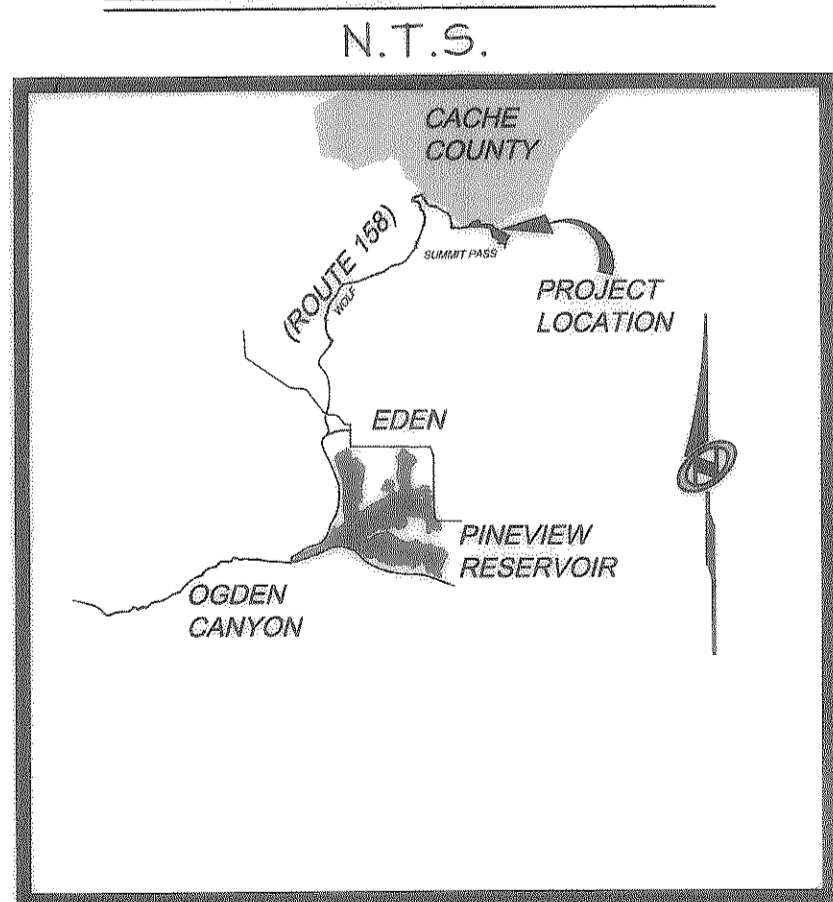 N.T.S.
CACHE
COUNTY
(ROUTE 158)
WOLF
SUMMIT PASS
PROJECT
LOCATION
EDEN
N
PINEVIEW
RESERVOIR
OGDEN
CANYON